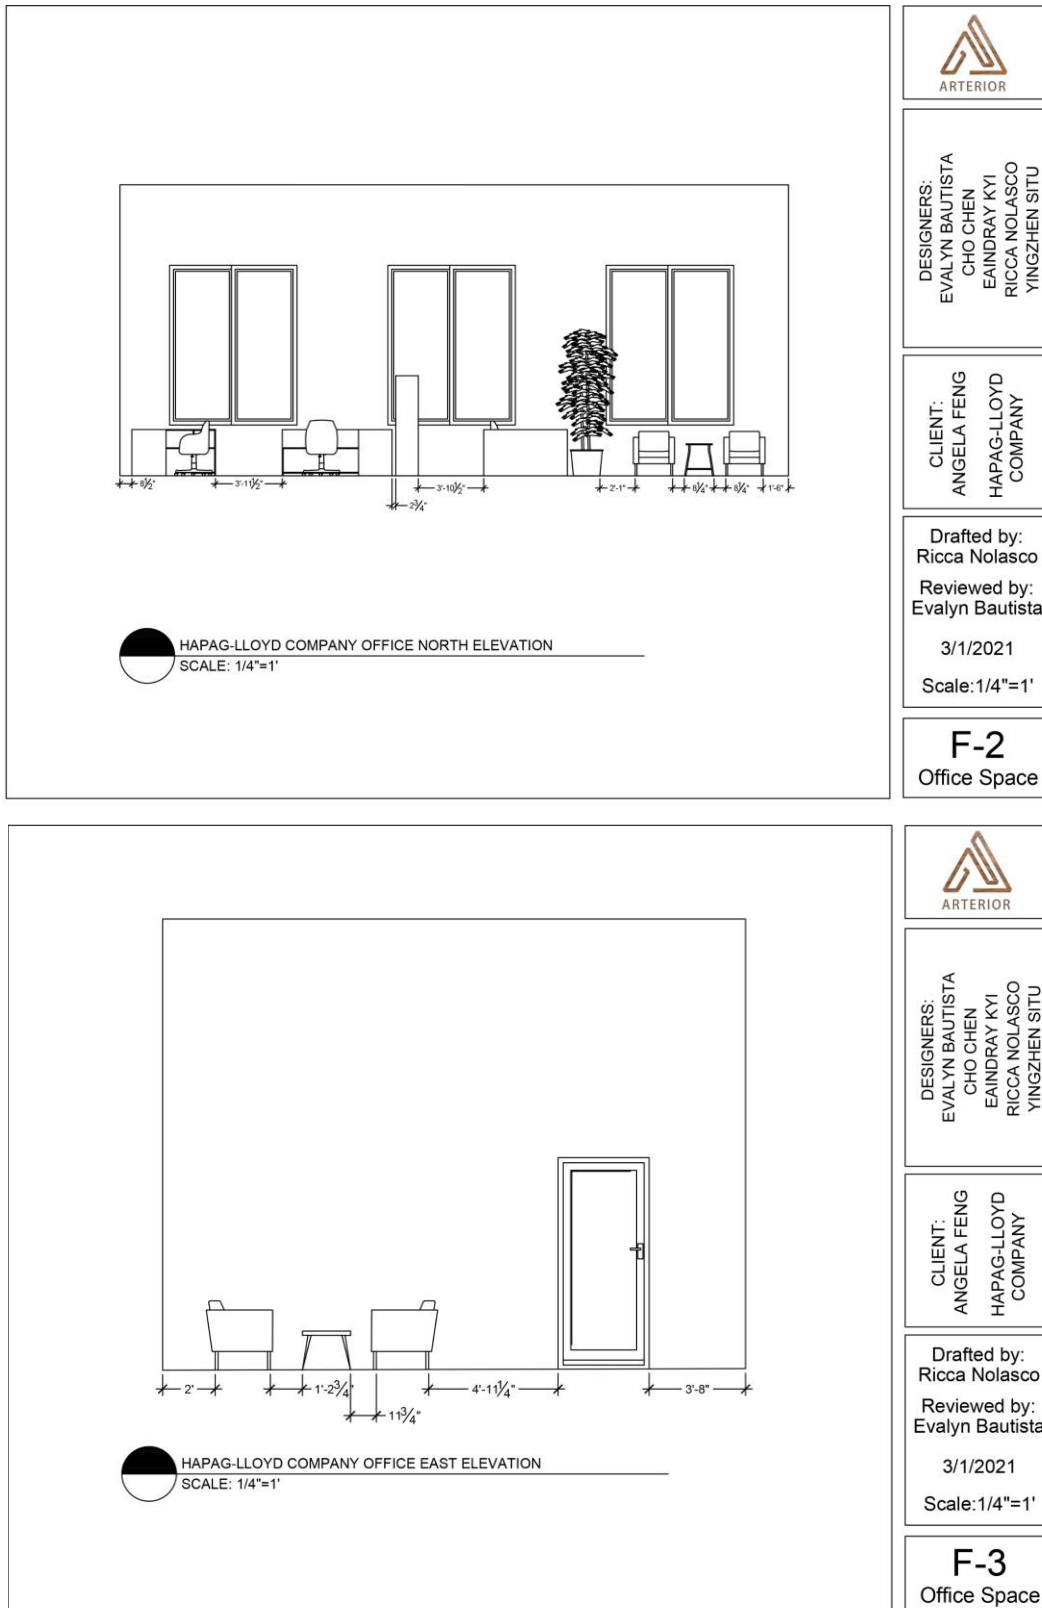 ARTERIOR
DESIGNERS:
EVALYN BAUTISTA
CHO CHEN
EAINDRAY KYI
RICCA NOLASCO
YINGZHEN SITU
CLIENT:
ANGELA FENG
HAPAG-LLOYD
COMPANY
8½" 3'-11½" 3'-10½" 2'-1" 8¼" 8¼" 1'-6"
2¾"
HAPAG-LLOYD COMPANY OFFICE NORTH ELEVATION
SCALE: 1/4"=1'
Drafted by:
Ricca Nolasco
Reviewed by:
Evalyn Bautista
3/1/2021
Scale:1/4"=1'
F-2
Office Space
ARTERIOR
DESIGNERS:
EVALYN BAUTISTA
CHO CHEN
EAINDRAY KYI
RICCA NOLASCO
YINGZHEN SITU
CLIENT:
ANGELA FENG
HAPAG-LLOYD
COMPANY
2' 1'-2¾" 4'-11¼" 3'-8"
11¾"
HAPAG-LLOYD COMPANY OFFICE EAST ELEVATION
SCALE: 1/4"=1'
Drafted by:
Ricca Nolasco
Reviewed by:
Evalyn Bautista
3/1/2021
Scale:1/4"=1'
F-3
Office Space